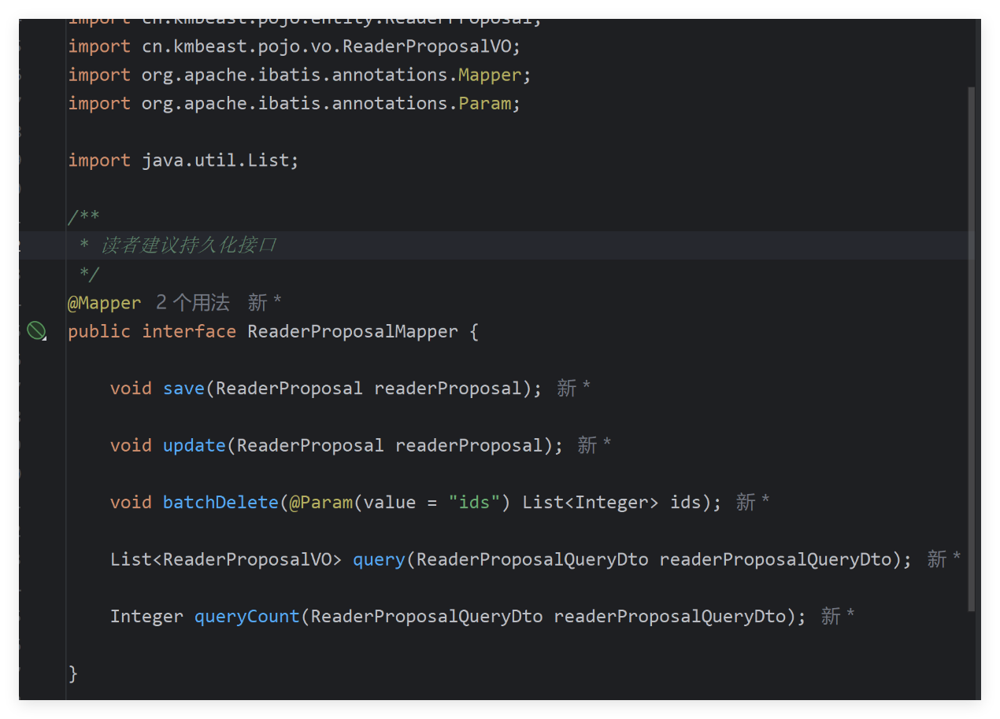 import cn.kmbeast.pojo.entity.ReaderProposal;
import cn.kmbeast.pojo.vo.ReaderProposalVO;
import org.apache.ibatis.annotations.Mapper;
import org.apache.ibatis.annotations.Param;
import java.util.List;
/**
* 读者建议持久化接口
*/
@Mapper 2 个用法 新 *
public interface ReaderProposalMapper {
void save(ReaderProposal readerProposal); 新 *
void update(ReaderProposal readerProposal); 新 *
void batchDelete(@Param(value = "ids") List<Integer> ids); 新 *
List<ReaderProposalVO> query(ReaderProposalQueryDto readerProposalQueryDto); 新 *
Integer queryCount(ReaderProposalQueryDto readerProposalQueryDto); 新 *
}